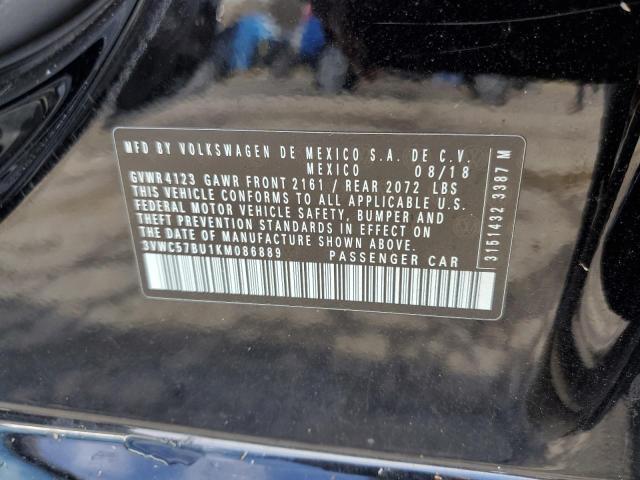 MFD BY VOLKSWAGEN DE MEXICO S.A. DE C.V.
MEXICO 08/18
GVWR4123 GAWR FRONT 2161 / REAR 2072 LBS
THIS VEHICLE CONFORMS TO ALL APPLICABLE U.S.
FEDERAL MOTOR VEHICLE SAFETY, BUMPER AND
THEFT PREVENTION STANDARDS IN EFFECT ON
THE DATE OF MANUFACTURE SHOWN ABOVE.
3VWC57BU1KM086889 PASSENGER CAR
3151432 3387 M